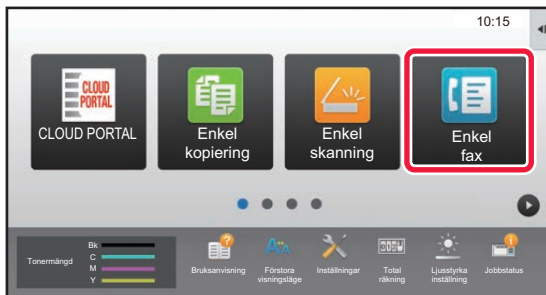 10:15
CLOUD
PORTAL
CLOUD PORTAL
Enkel
kopiering
Enkel
skanning
Enkel
fax
Tonermängd
Bk
C
M
Y
Bruksanvisning
Förstora
visningsläge
Inställningar
Total
räkning
Ljusstyrka
inställning
Jobbstatus